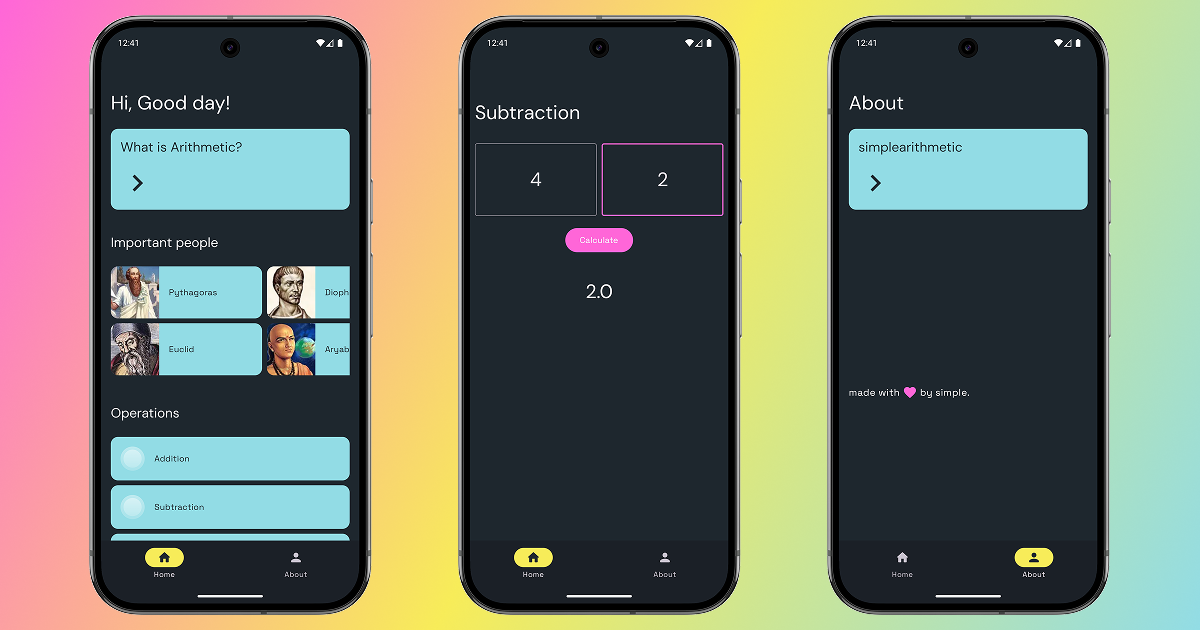 12:41
Hi, Good day!
What is Arithmetic?
Important people
Pythagoras
Dioph
Euclid
Aryab
Operations
Addition
Subtraction
Home
About
12:41
Subtraction
4
2
Calculate
2.0
Home
About
12:41
About
simplearithmetic
made with by simple.
Home
About